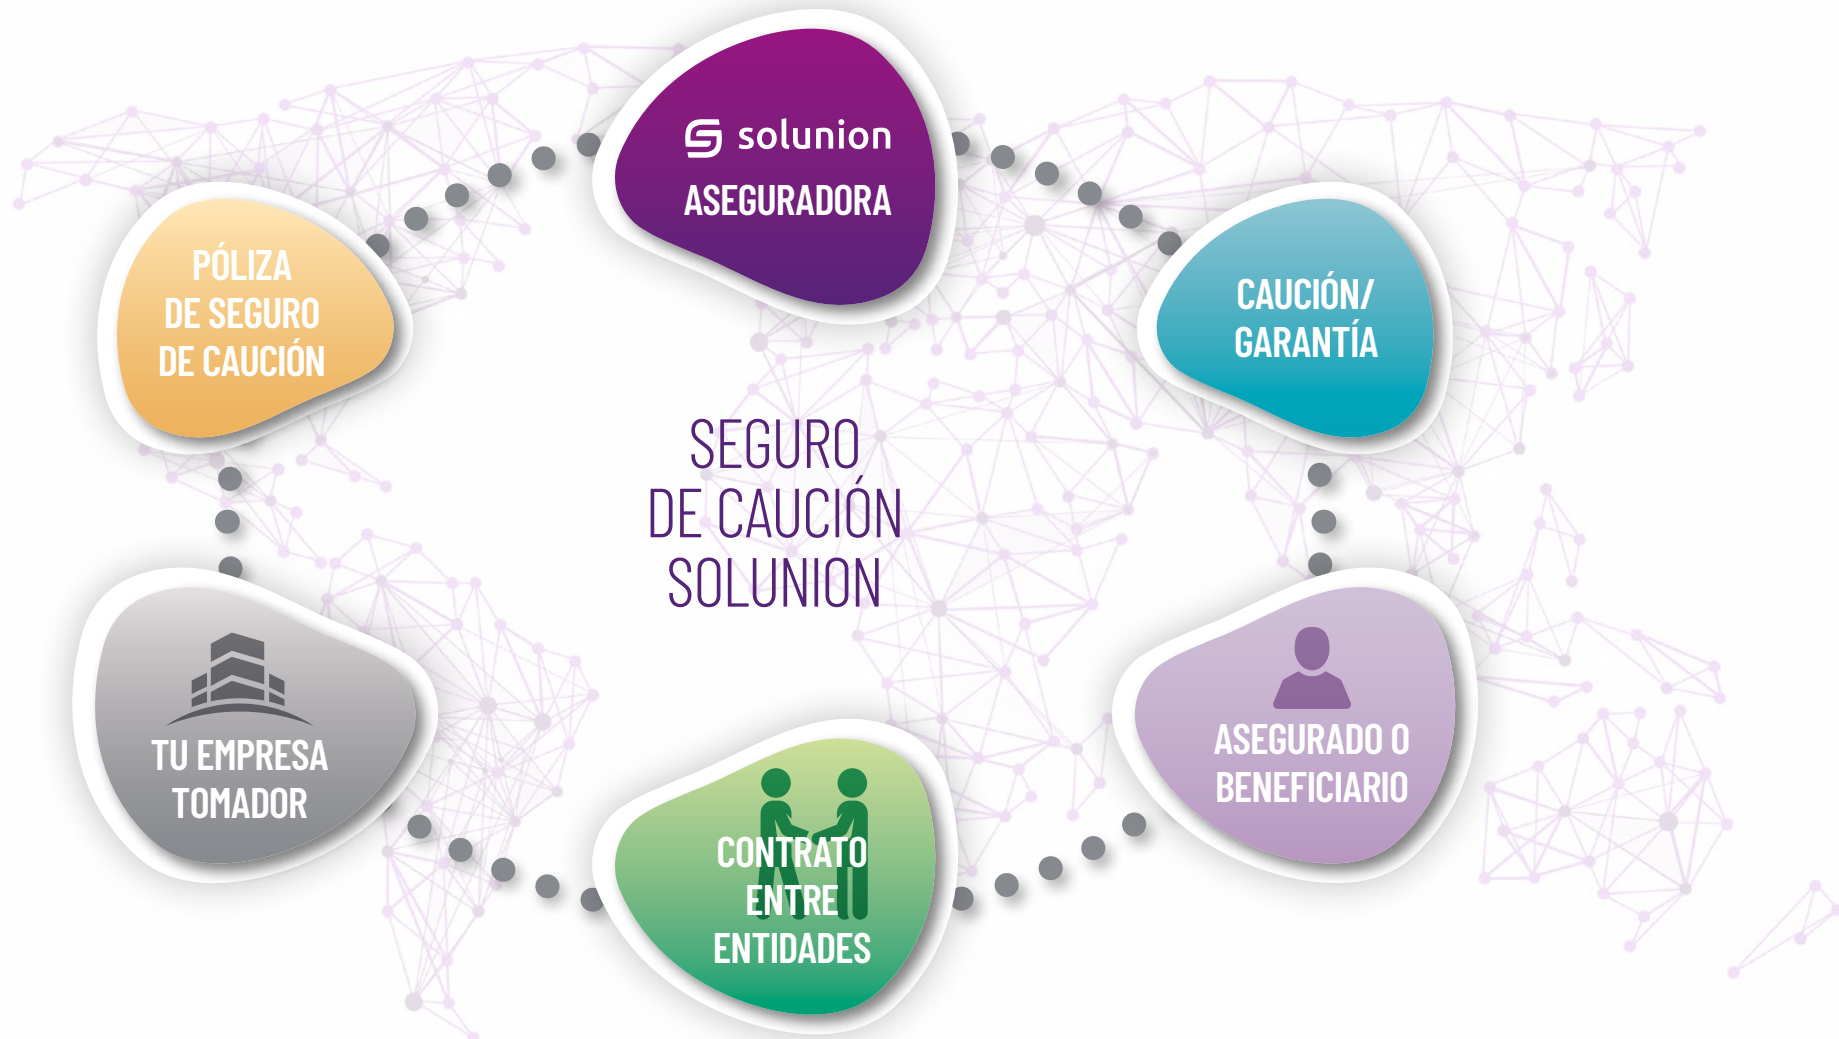 solunion
ASEGURADORA
PÓLIZA
DE SEGURO
DE CAUCIÓN
CAUCIÓN/
GARANTÍA
SEGURO
DE CAUCIÓN
SOLUNION
TU EMPRESA
TOMADOR
ASEGURADO O
BENEFICIARIO
CONTRATO
ENTRE
ENTIDADES